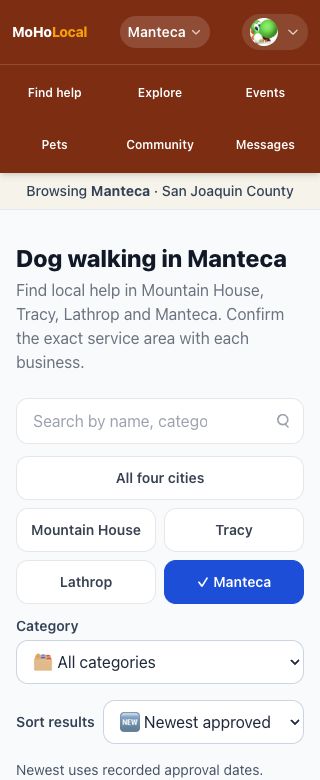 MoHoLocal
Manteca
Find help
Explore
Events
Pets
Community
Messages
Browsing Manteca · San Joaquin County
Dog walking in Manteca
Find local help in Mountain House,
Tracy, Lathrop and Manteca. Confirm
the exact service area with each
business.
Search by name, catego
All four cities
Mountain House
Tracy
Lathrop
✓ Manteca
Category
All categories
Sort results
NEW Newest approved
Newest uses recorded approval dates.